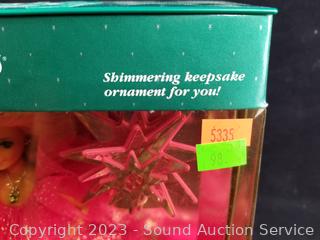 Shimmering keepsake
ornament for you!
5335
98
Copyright 2023 - Sound Auction Service